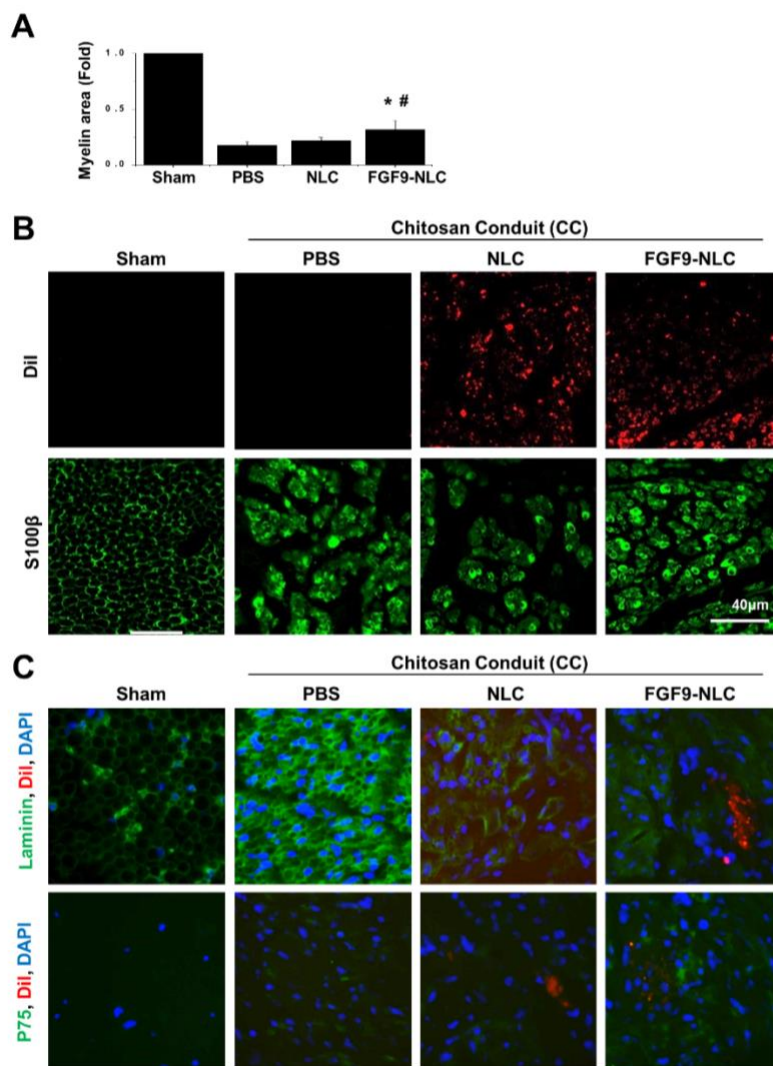 A
Myelin area (Fold)
1.0
0.5
0.0
* #
Sham PBS NLC FGF9-NLC
B
Chitosan Conduit (CC)
Sham PBS NLC FGF9-NLC
DiI
S100β
40μm
C
Chitosan Conduit (CC)
Sham PBS NLC FGF9-NLC
Laminin, DiI, DAPI
P75, DiI, DAPI